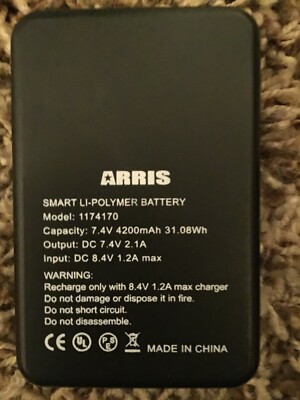 ARRIS
SMART LI-POLYMER BATTERY
Model: 1174170
Capacity: 7.4V 4200mAh 31.08Wh
Output: DC 7.4V 2.1A
Input: DC 8.4V 1.2A max
WARNING:
Recharge only with 8.4V 1.2A max charger
Do not damage or dispose it in fire.
Do not short circuit.
Do not disassemble.
CE MADE IN CHINA